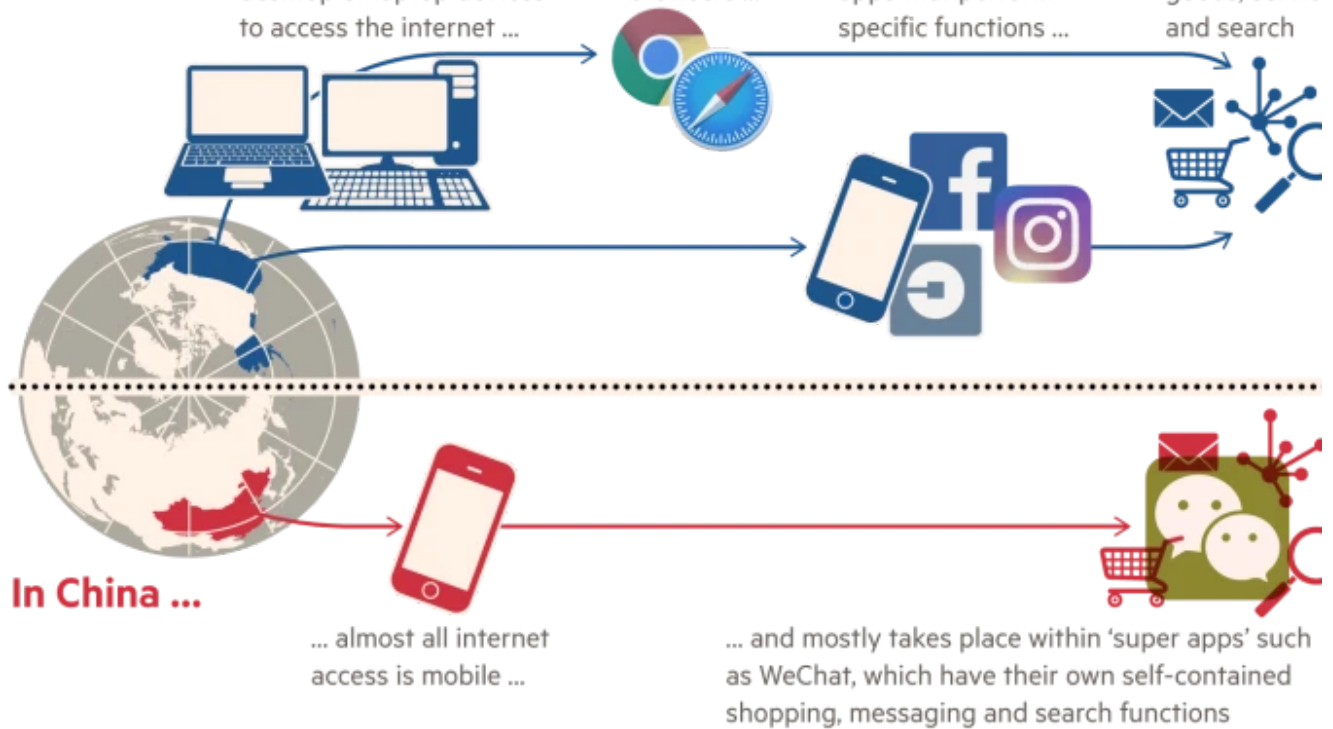 to access the internet ...
specific functions ...
and search
In China ...
... almost all internet
access is mobile ...
... and mostly takes place within ‘super apps’ such
as WeChat, which have their own self-contained
shopping, messaging and search functions